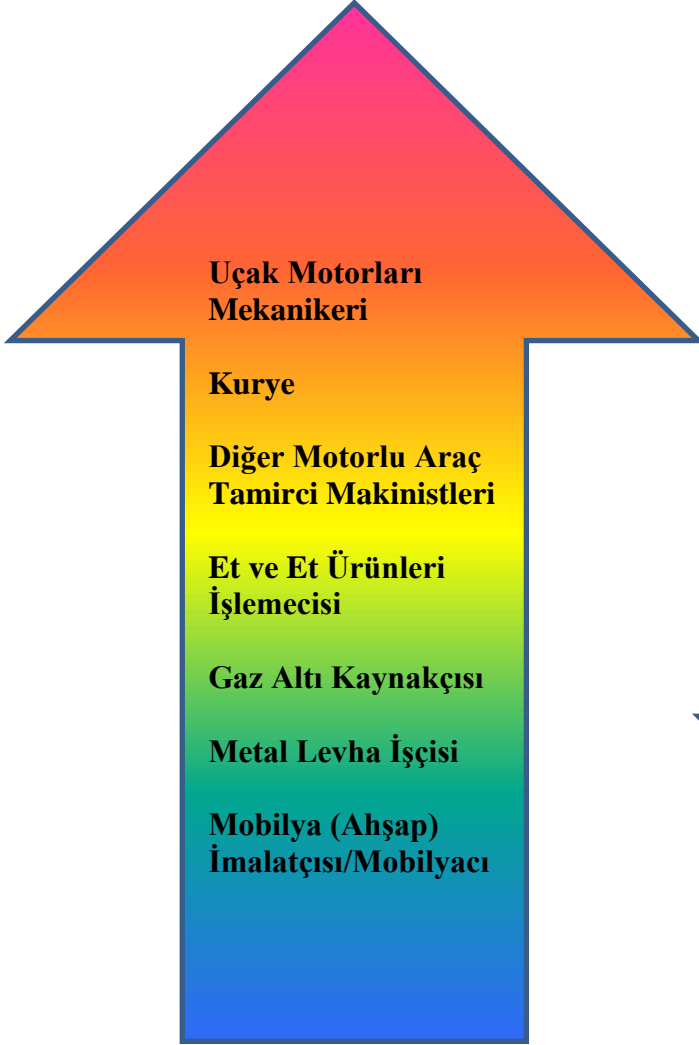 Uçak Motorları
Mekanikeri
Kurye
Diğer Motorlu Araç
Tamirci Makinistleri
Et ve Et Ürünleri
İşlemecisi
Gaz Altı Kaynakçısı
Metal Levha İşçisi
Mobilya (Ahşap)
İmalatçısı/Mobilyacı